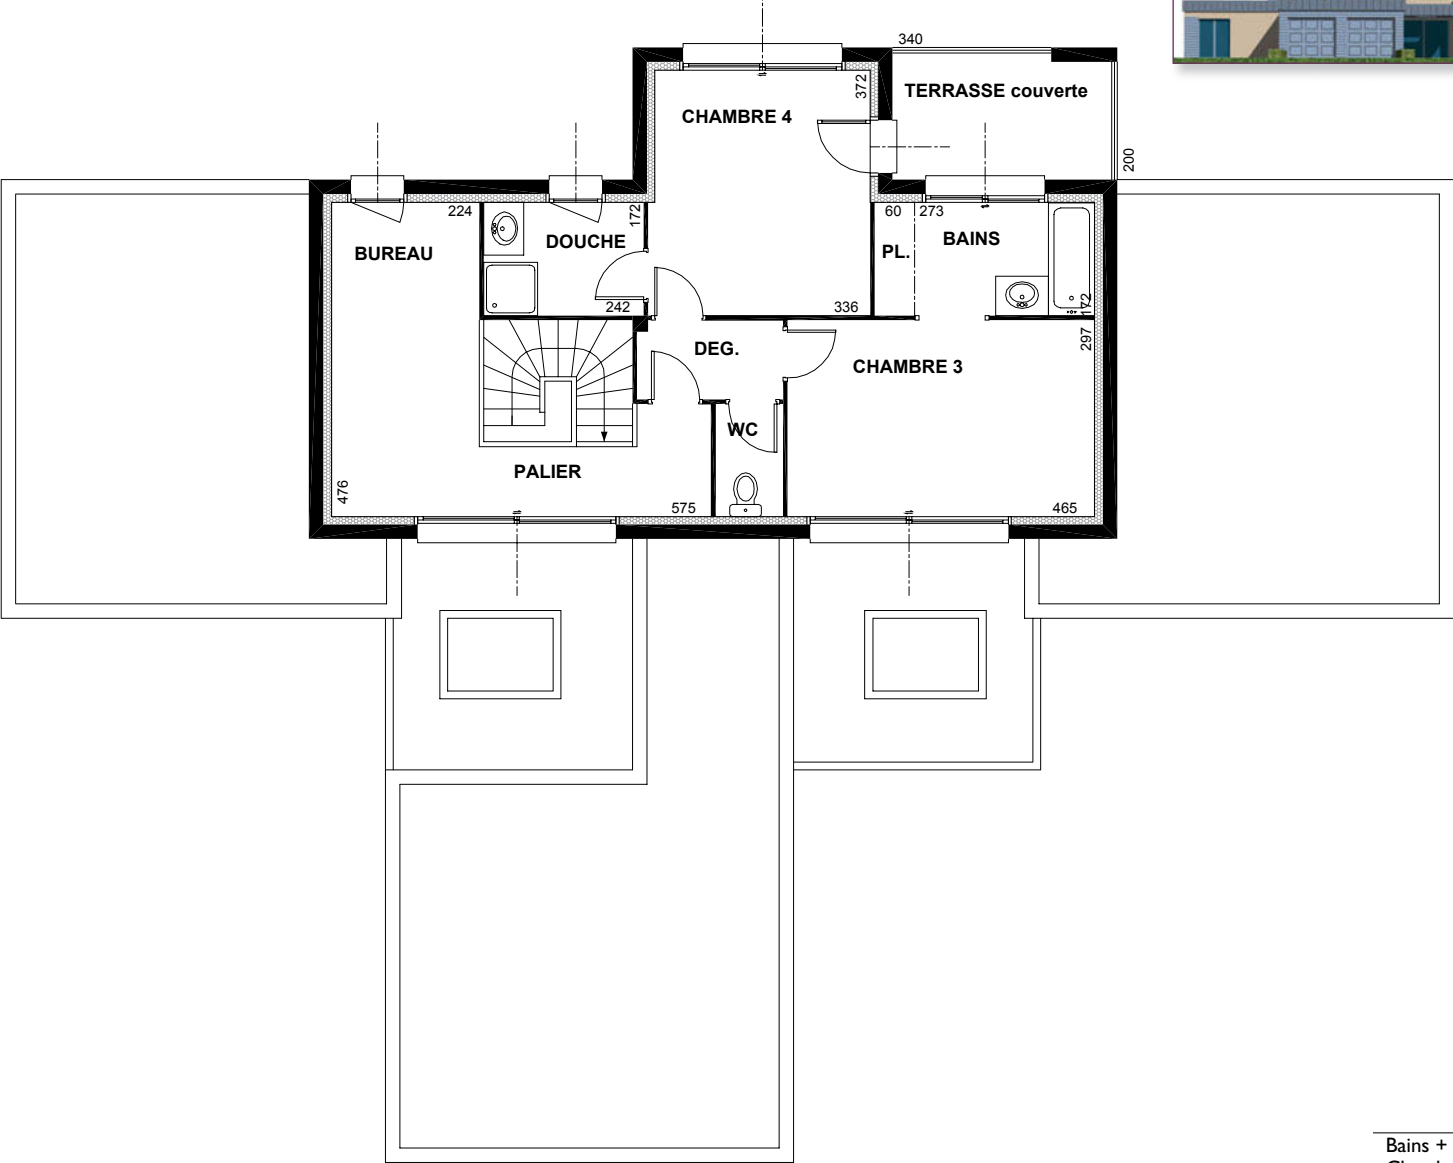 340
TERRASSE couverte
372
CHAMBRE 4
200
224
172
60
273
BUREAU
DOUCHE
PL.
BAINS
242
336
172
297
DEG.
CHAMBRE 3
WC
PALIER
476
575
465
Bains +